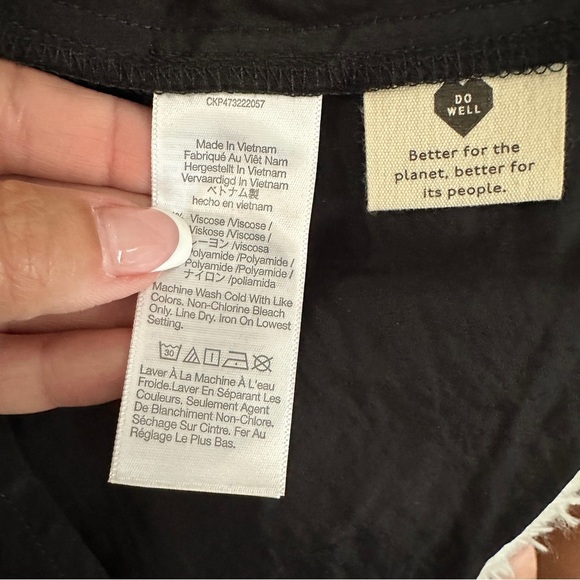 CKP473222057
Made In Vietnam
Fabriqué Au Viêt Nam
Hergestellt In Vietnam
Vervaardigd In Vietnam
ベトナム製
hecho en vietnam
% Viscose /Viscose /
Viskose /Viscose /
レーヨン /viscosa
Polyamide /Polyamide /
Polyamide /Polyamide /
ナイロン /poliamida
Machine Wash Cold With Like
Colors. Non-Chlorine Bleach
Only. Line Dry. Iron On Lowest
Setting.
30
Laver À La Machine À L'eau
Froide.Laver En Séparant Les
Couleurs. Seulement Agent
De Blanchiment Non-Chlore.
Séchage Sur Cintre. Fer Au
Réglage Le Plus Bas.
DO
WELL
Better for the
planet, better for
its people.